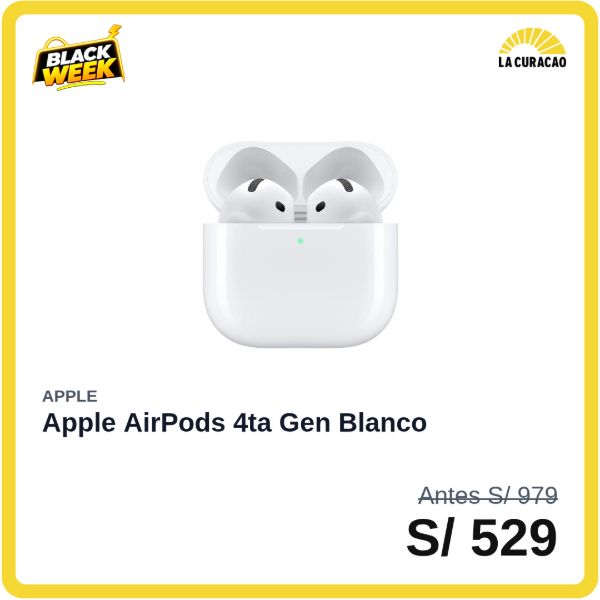 BLACK
WEEK
LA CURACAO
APPLE
Apple AirPods 4ta Gen Blanco
Antes S/ 979
S/ 529